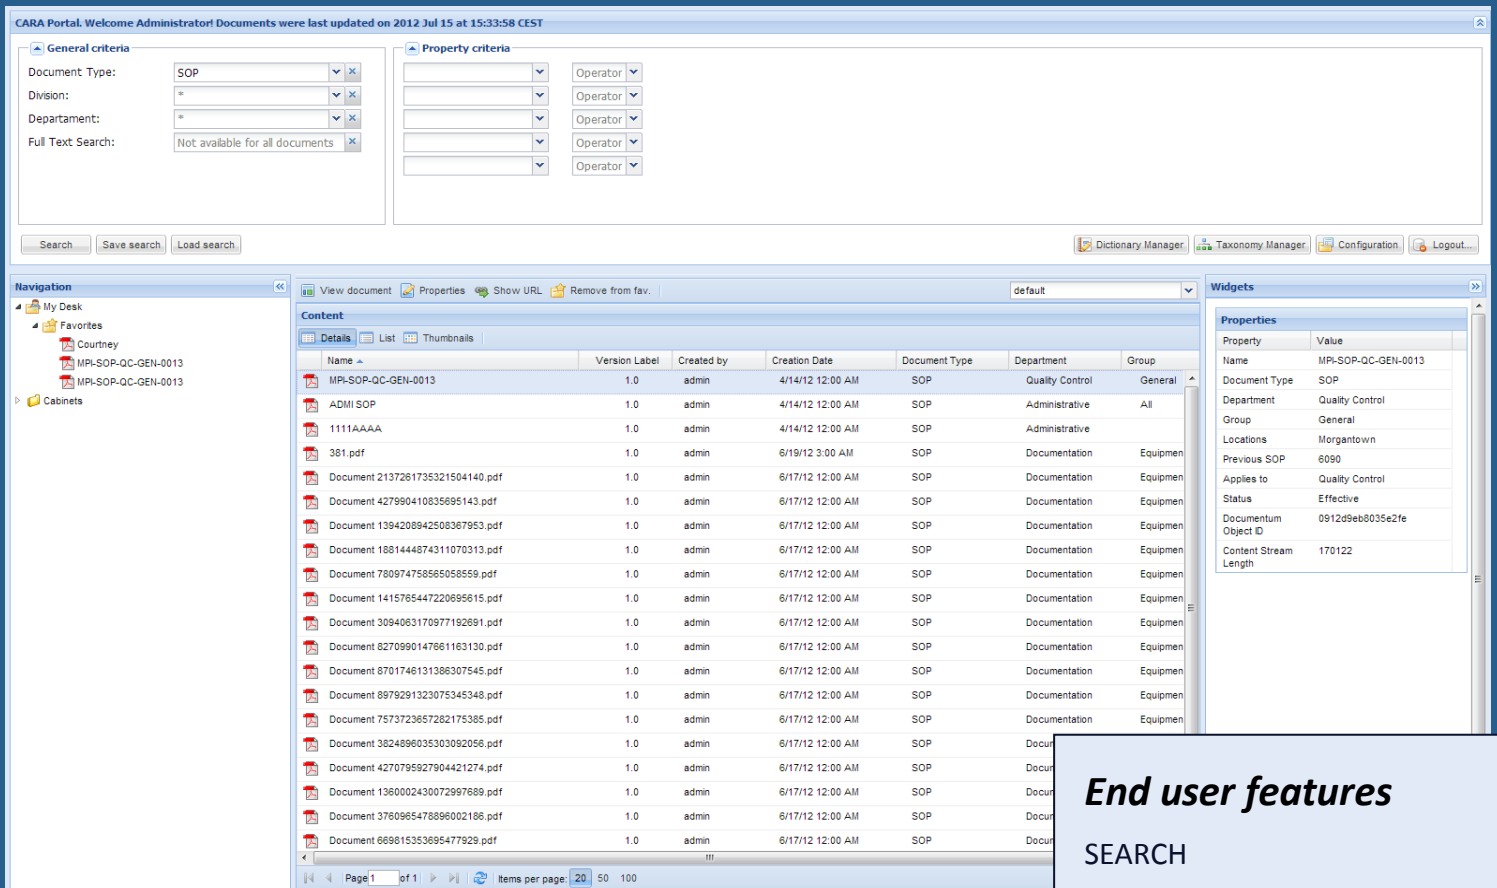 CARA Portal. Welcome Administrator! Documents were last updated on 2012 Jul 15 at 15:33:58 CEST
General criteria
Document Type: SOP
Division: *
Departament: *
Full Text Search: Not available for all documents
Property criteria
Operator
Operator
Operator
Operator
Operator
Search Save search Load search
Dictionary Manager Taxonomy Manager Configuration Logout...
Navigation
My Desk
Favorites
Courtney
MPI-SOP-QC-GEN-0013
MPI-SOP-QC-GEN-0013
Cabinets
View document Properties Show URL Remove from fav. default
Content
Details List Thumbnails
Name Version Label Created by Creation Date Document Type Department Group
MPI-SOP-QC-GEN-0013 1.0 admin 4/14/12 12:00 AM SOP Quality Control General
ADMI SOP 1.0 admin 4/14/12 12:00 AM SOP Administrative All
1111AAAA 1.0 admin 4/14/12 12:00 AM SOP Administrative
381.pdf 1.0 admin 6/19/12 3:00 AM SOP Documentation Equipmen
Document 2137261735321504140.pdf 1.0 admin 6/17/12 12:00 AM SOP Documentation Equipmen
Document 427990410835695143.pdf 1.0 admin 6/17/12 12:00 AM SOP Documentation Equipmen
Document 1394208942508367953.pdf 1.0 admin 6/17/12 12:00 AM SOP Documentation Equipmen
Document 1881444874311070313.pdf 1.0 admin 6/17/12 12:00 AM SOP Documentation Equipmen
Document 780974758565058559.pdf 1.0 admin 6/17/12 12:00 AM SOP Documentation Equipmen
Document 1415765447220695615.pdf 1.0 admin 6/17/12 12:00 AM SOP Documentation Equipmen
Document 3094063170977192691.pdf 1.0 admin 6/17/12 12:00 AM SOP Documentation Equipmen
Document 8270990147661163130.pdf 1.0 admin 6/17/12 12:00 AM SOP Documentation Equipmen
Document 8701746131386307545.pdf 1.0 admin 6/17/12 12:00 AM SOP Documentation Equipmen
Document 8979291323075345348.pdf 1.0 admin 6/17/12 12:00 AM SOP Documentation Equipmen
Document 7573723657282175385.pdf 1.0 admin 6/17/12 12:00 AM SOP Documentation Equipmen
Document 3824896035303092056.pdf 1.0 admin 6/17/12 12:00 AM SOP Docur
Document 4270795927904421274.pdf 1.0 admin 6/17/12 12:00 AM SOP Docur
Document 1360002430072997689.pdf 1.0 admin 6/17/12 12:00 AM SOP Docur
Document 3760965478896002186.pdf 1.0 admin 6/17/12 12:00 AM SOP Docur
Document 669815353695477929.pdf 1.0 admin 6/17/12 12:00 AM SOP Docur
Page 1 of 1 Items per page: 20 50 100
Widgets
Properties
Property Value
Name MPI-SOP-QC-GEN-0013
Document Type SOP
Department Quality Control
Group General
Locations Morgantown
Previous SOP 6090
Applies to Quality Control
Status Effective
Documentum 0912d9eb8035e2fe
Object ID
Content Stream 170122
Length
End user features
SEARCH